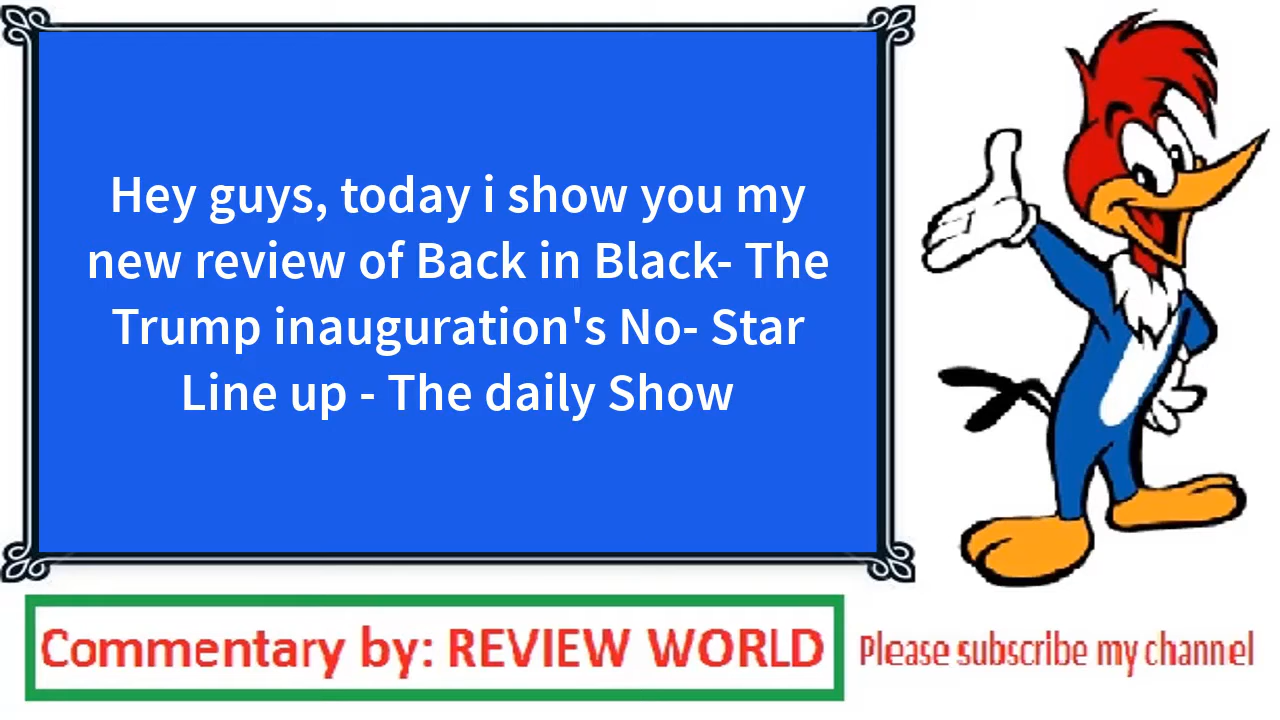 Hey guys, today i show you my
new review of Back in Black- The
Trump inauguration's No- Star
Line up - The daily Show
Commentary by: REVIEW WORLD
Please subscribe my channel